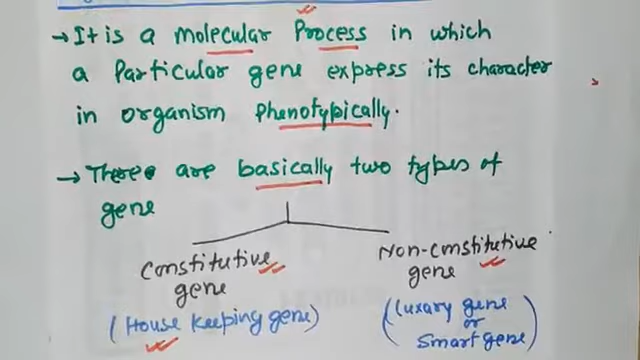 → It is a molecular Process in which
a Particular gene express its character
in organism Phenotypically.
→ There are basically two types of
gene
Constitutive
gene
(House keeping gene)
Non-constitutive
gene
(Luxary gene
or
Smart gene)